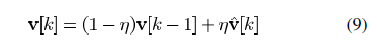 v[k] = (1 − η)v[k − 1] + ηv̂[k] (9)